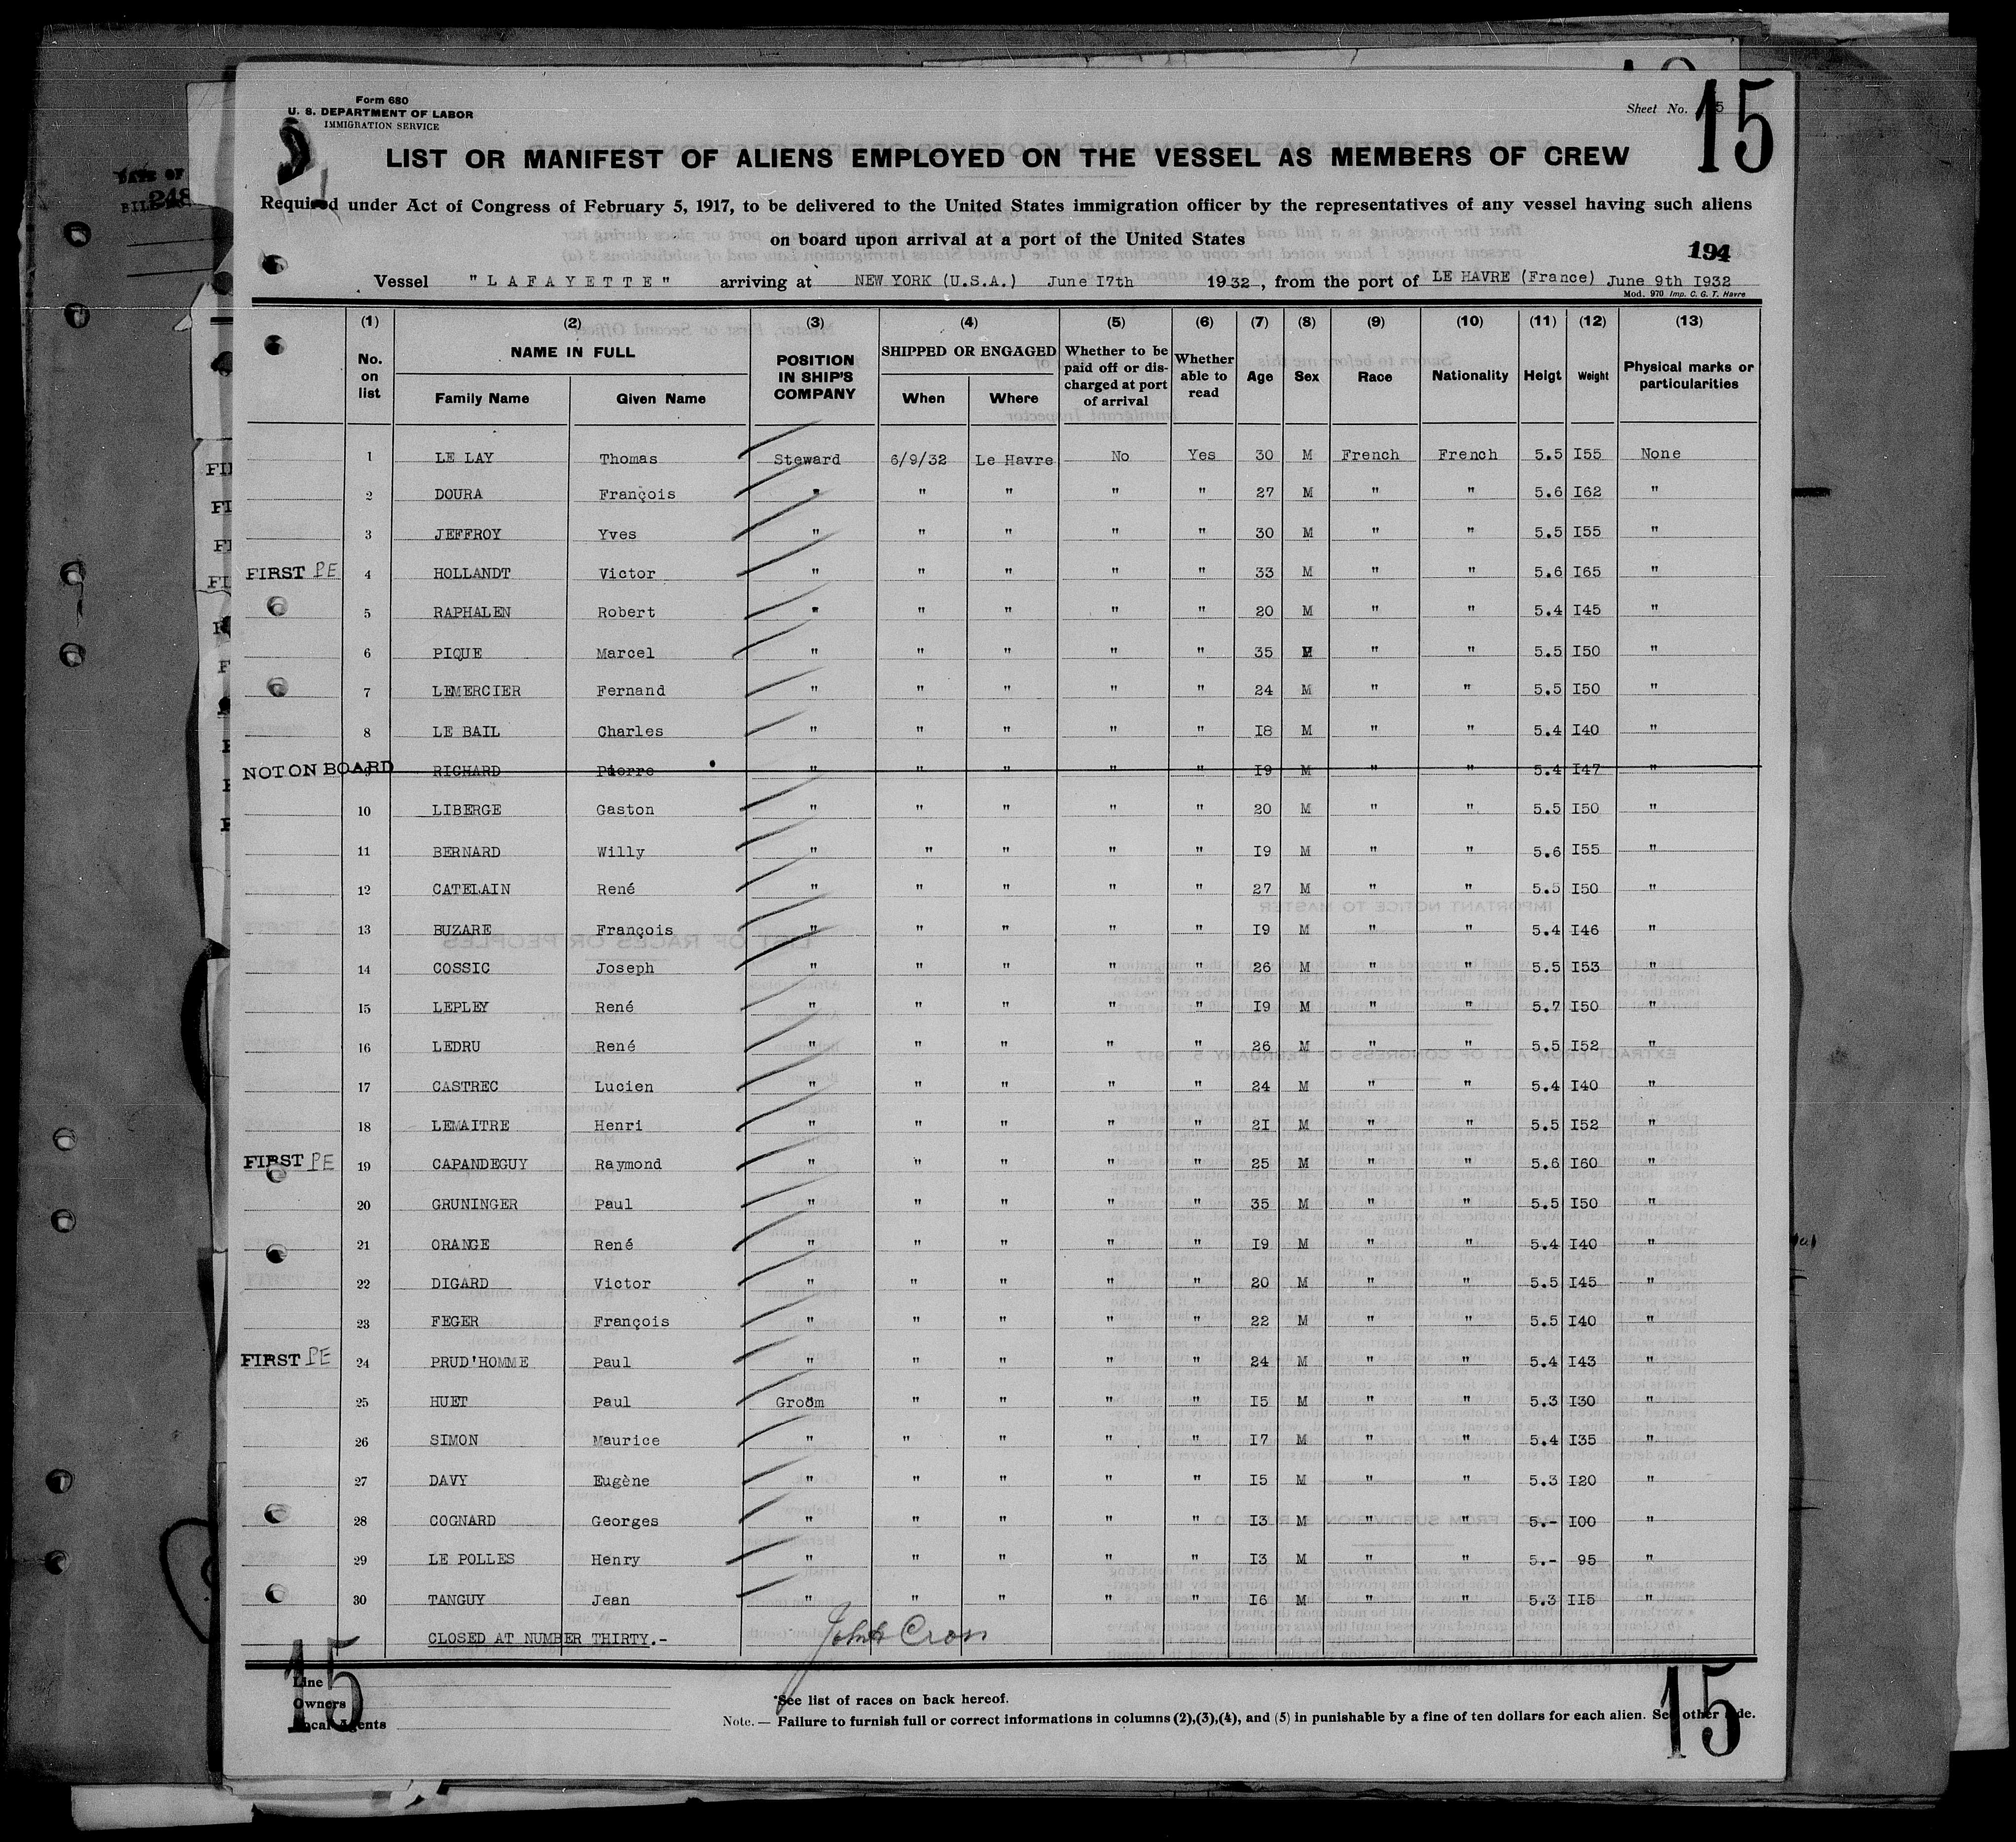 Form 680
U. S. DEPARTMENT OF LABOR
IMMIGRATION SERVICE
Sheet No. 15
15
LIST OR MANIFEST OF ALIENS EMPLOYED ON THE VESSEL AS MEMBERS OF CREW
Required under Act of Congress of February 5, 1917, to be delivered to the United States immigration officer by the representatives of any vessel having such aliens
on board upon arrival at a port of the United States
194
Vessel "LAFAYETTE" arriving at NEW YORK (U.S.A.) June I7th 1932, from the port of LE HAVRE (France) June 9th I932
Mod. 970 Imp. C. G. T. Havre
(1) (2) (3) (4) (5) (6) (7) (8) (9) (10) (11) (12) (13)
No. on list NAME IN FULL Family Name Given Name POSITION IN SHIP'S COMPANY SHIPPED OR ENGAGED When Where Whether to be paid off or discharged at port of arrival Whether able to read Age Sex Race Nationality Heigt Weight Physical marks or particularities
1 LE LAY Thomas Steward 6/9/32 Le Havre No Yes 30 M French French 5.5 I55 None
2 DOURA François " " " " " 27 M " " 5.6 I62 "
3 JEFFROY Yves " " " " " 30 M " " 5.5 I55 "
FIRST PE 4 HOLLANDT Victor " " " " " 33 M " " 5.6 I65 "
5 RAPHALEN Robert " " " " " 20 M " " 5.4 I45 "
6 PIQUE Marcel " " " " " 35 M " " 5.5 I50 "
7 LEMERCIER Fernand " " " " " 24 M " " 5.5 I50 "
8 LE BAIL Charles " " " " " I8 M " " 5.4 I40 "
NOT ON BOARD 9 RICHARD Pierre " " " " " I9 M " " 5.4 I47 "
10 LIBERGE Gaston " " " " " 20 M " " 5.5 I50 "
11 BERNARD Willy " " " " " I9 M " " 5.6 I55 "
12 CATELAIN René " " " " " 27 M " " 5.5 I50 "
13 BUZARE François " " " " " I9 M " " 5.4 I46 "
14 COSSIC Joseph " " " " " 26 M " " 5.5 I53 "
15 LEPLEY René " " " " " I9 M " " 5.7 I50 "
16 LEDRU René " " " " " 26 M " " 5.5 I52 "
17 CASTREC Lucien " " " " " 24 M " " 5.4 I40 "
18 LEMAITRE Henri " " " " " 2I M " " 5.5 I52 "
FIRST PE 19 CAPANDEGUY Raymond " " " " " 25 M " " 5.6 I60 "
20 GRUNINGER Paul " " " " " 35 M " " 5.5 I50 "
21 ORANGE René " " " " " I9 M " " 5.4 I40 "
22 DIGARD Victor " " " " " 20 M " " 5.5 I45 "
23 FEGER François " " " " " 22 M " " 5.5 I40 "
FIRST PE 24 PRUD'HOMME Paul " " " " " 24 M " " 5.4 I43 "
25 HUET Paul Groom " " " " I5 M " " 5.3 I30 "
26 SIMON Maurice " " " " " I7 M " " 5.4 I35 "
27 DAVY Eugène " " " " " I5 M " " 5.3 I20 "
28 COGNARD Georges " " " " " I3 M " " 5.- I00 "
29 LE POLLES Henry " " " " " I3 M " " 5.- 95 "
30 TANGUY Jean " " " " " I6 M " " 5.3 II5 "
CLOSED AT NUMBER THIRTY.-
15
Line
Owners
Local Agents
*See list of races on back hereof.
Note. — Failure to furnish full or correct informations in columns (2),(3),(4), and (5) in punishable by a fine of ten dollars for each alien. See other side.
15